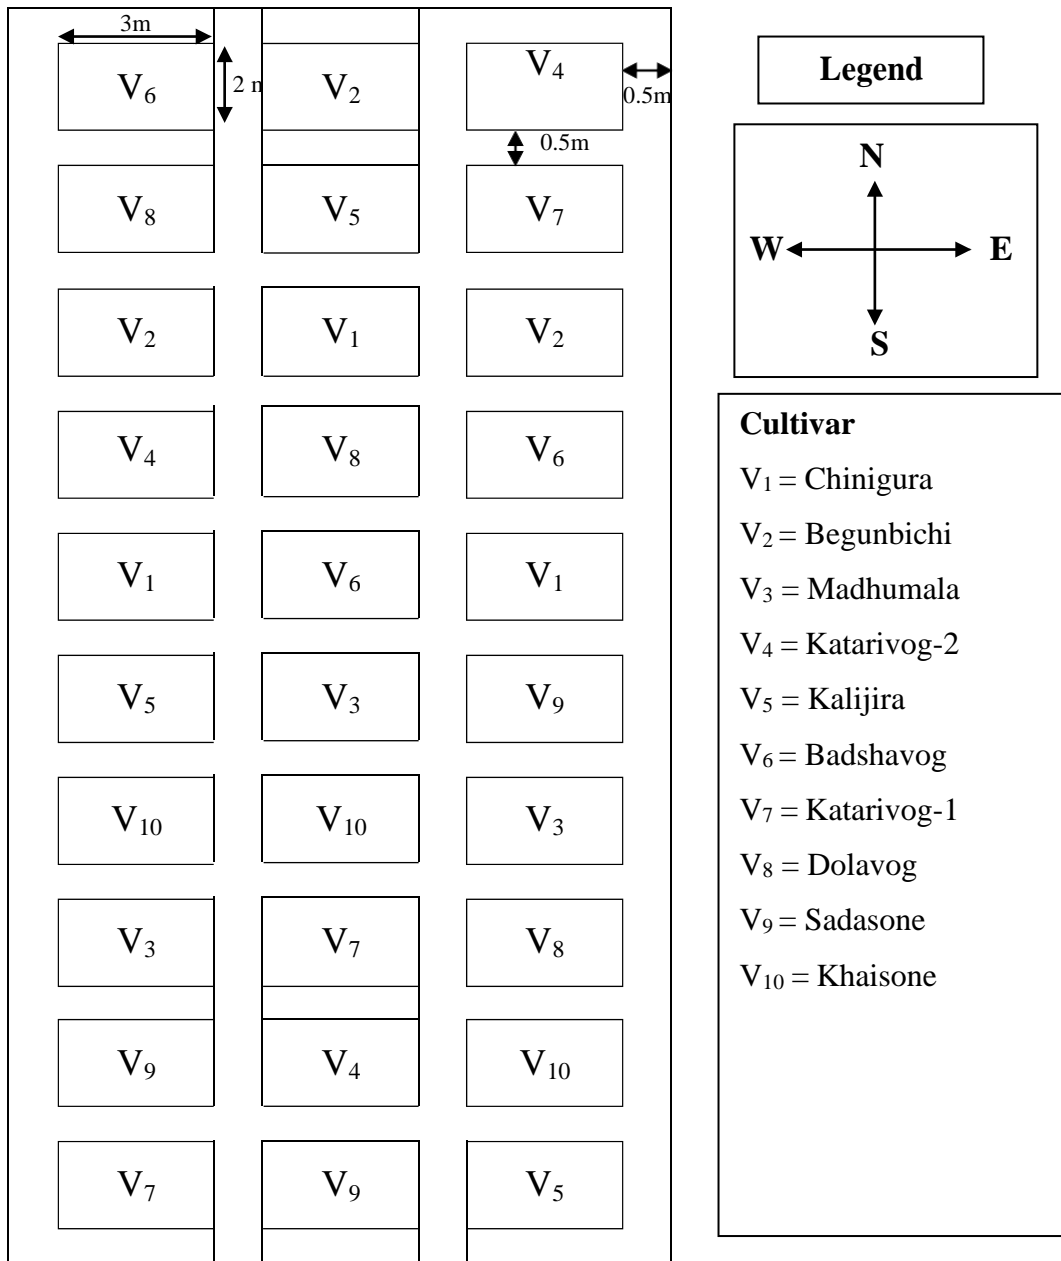 3m
V6
2 m
V2
V4
0.5m
0.5m
V8
V5
V7
V2
V1
V2
V4
V8
V6
V1
V6
V1
V5
V3
V9
V10
V10
V3
V3
V7
V8
V9
V4
V10
V7
V9
V5
Legend
N
W
E
S
Cultivar
V1 = Chinigura
V2 = Begunbichi
V3 = Madhumala
V4 = Katarivog-2
V5 = Kalijira
V6 = Badshavog
V7 = Katarivog-1
V8 = Dolavog
V9 = Sadasone
V10 = Khaisone